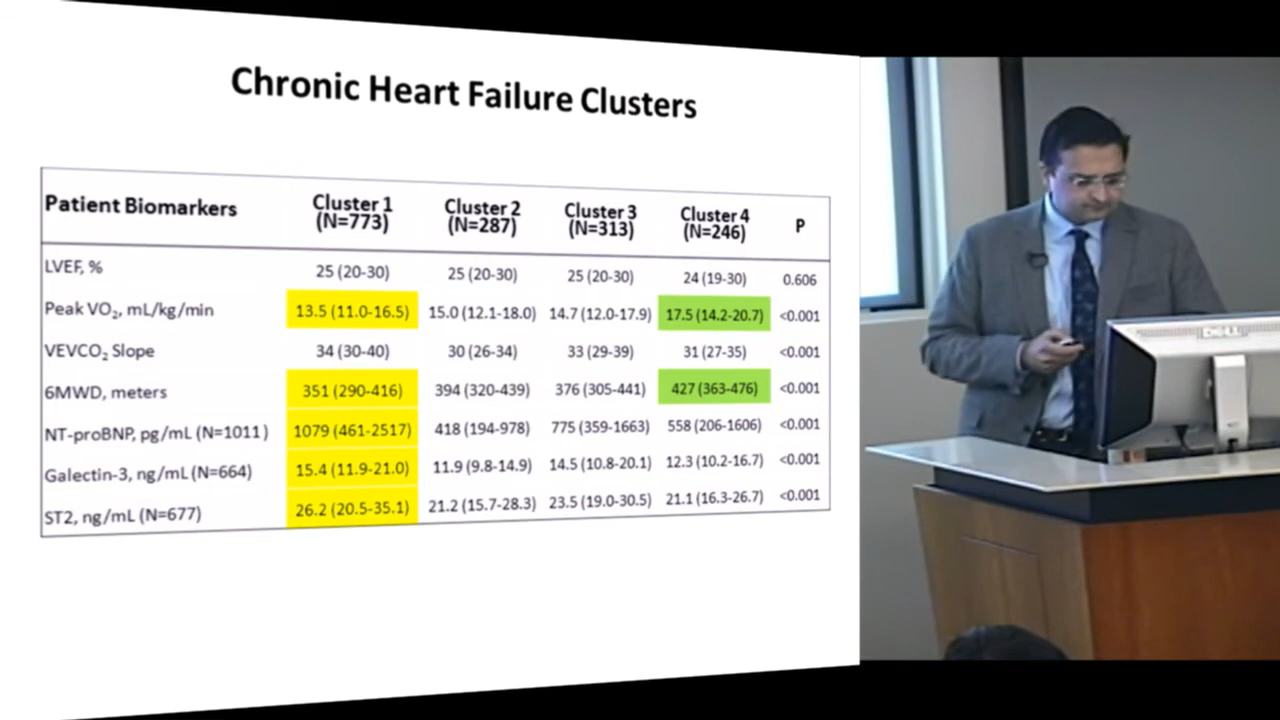 Chronic Heart Failure Clusters
Patient Biomarkers Cluster 1 (N=773) Cluster 2 (N=287) Cluster 3 (N=313) Cluster 4 (N=246) P
LVEF, % 25 (20-30) 25 (20-30) 25 (20-30) 24 (19-30) 0.606
Peak VO₂, mL/kg/min 13.5 (11.0-16.5) 15.0 (12.1-18.0) 14.7 (12.0-17.9) 17.5 (14.2-20.7) <0.001
VEVCO₂ Slope 34 (30-40) 30 (26-34) 33 (29-39) 31 (27-35) <0.001
6MWD, meters 351 (290-416) 394 (320-439) 376 (305-441) 427 (363-476) <0.001
NT-proBNP, pg/mL (N=1011) 1079 (461-2517) 418 (194-978) 775 (359-1663) 558 (206-1606) <0.001
Galectin-3, ng/mL (N=664) 15.4 (11.9-21.0) 11.9 (9.8-14.9) 14.5 (10.8-20.1) 12.3 (10.2-16.7) <0.001
ST2, ng/mL (N=677) 26.2 (20.5-35.1) 21.2 (15.7-28.3) 23.5 (19.0-30.5) 21.1 (16.3-26.7) <0.001
DELL